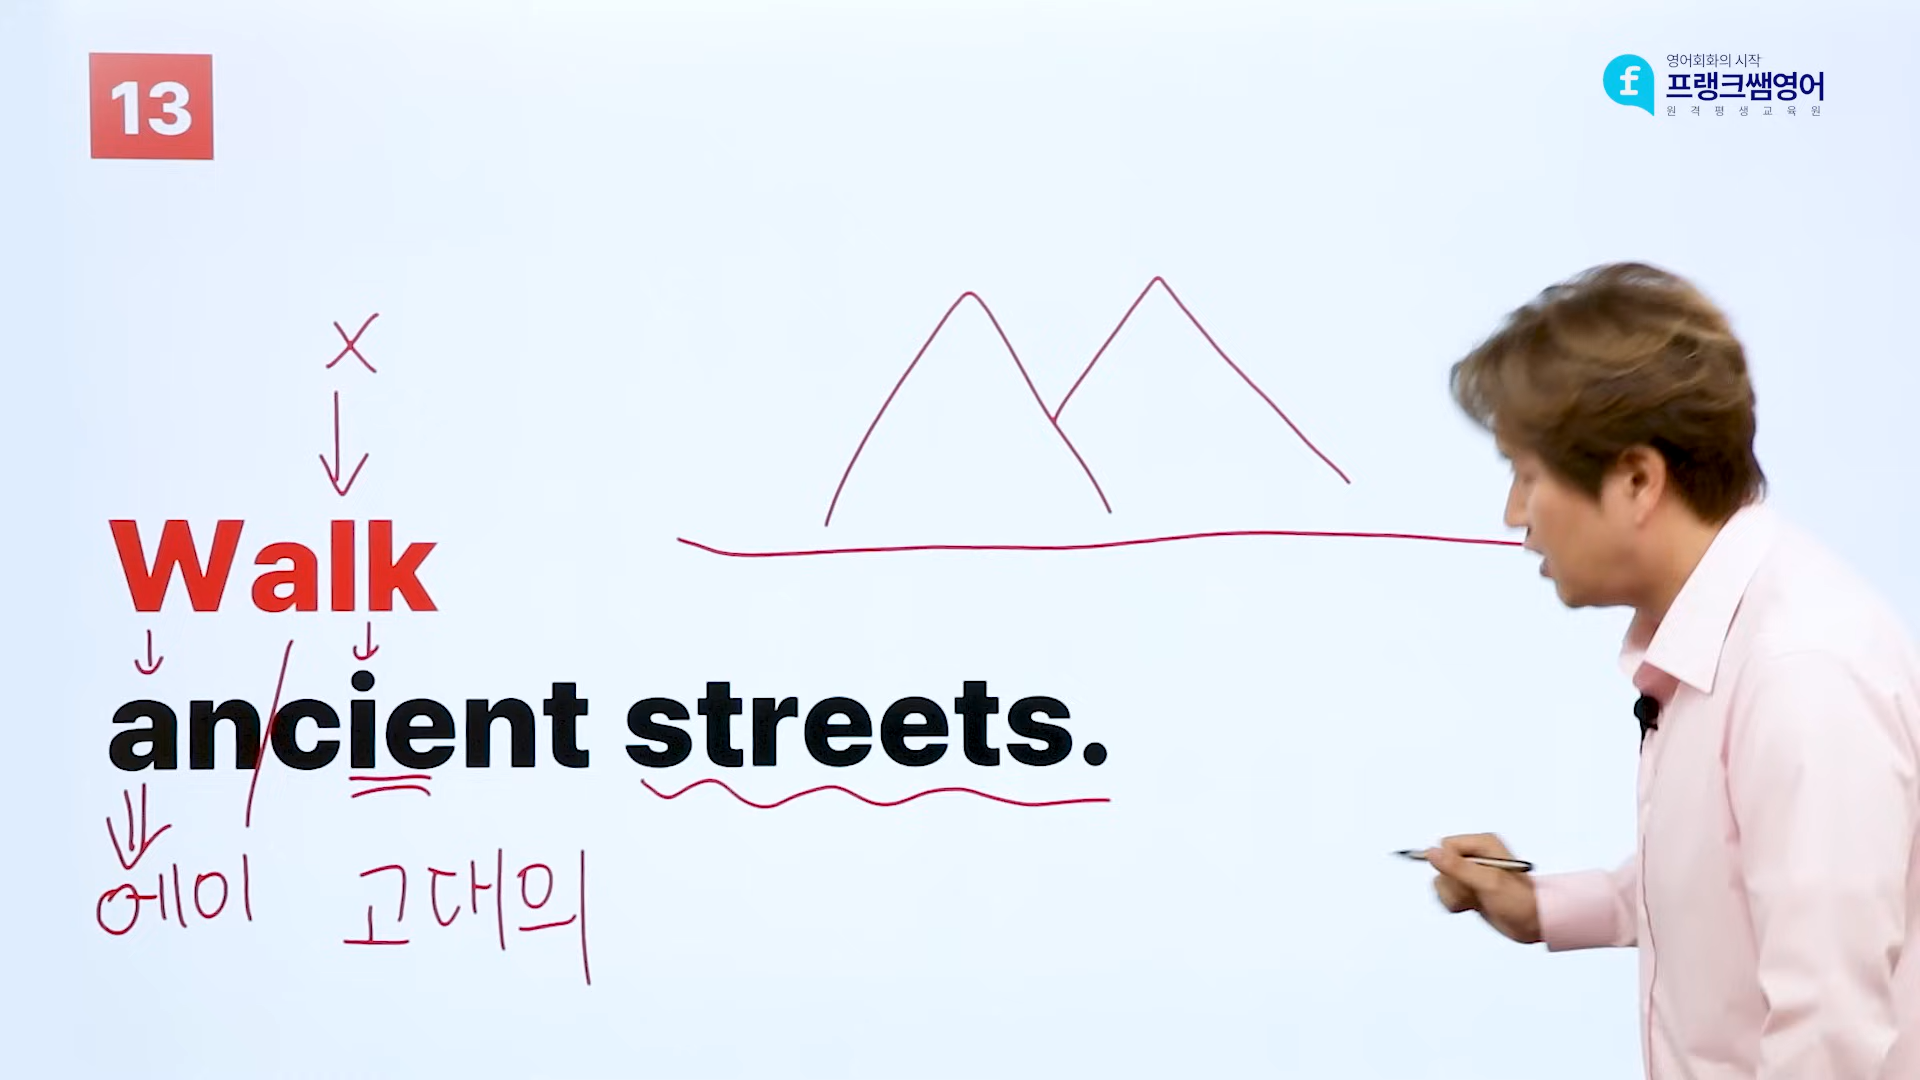 13
영어회화의 시작
프랭크쌤영어
원격평생교육원
X
Walk
ancient streets.
에이 고대의